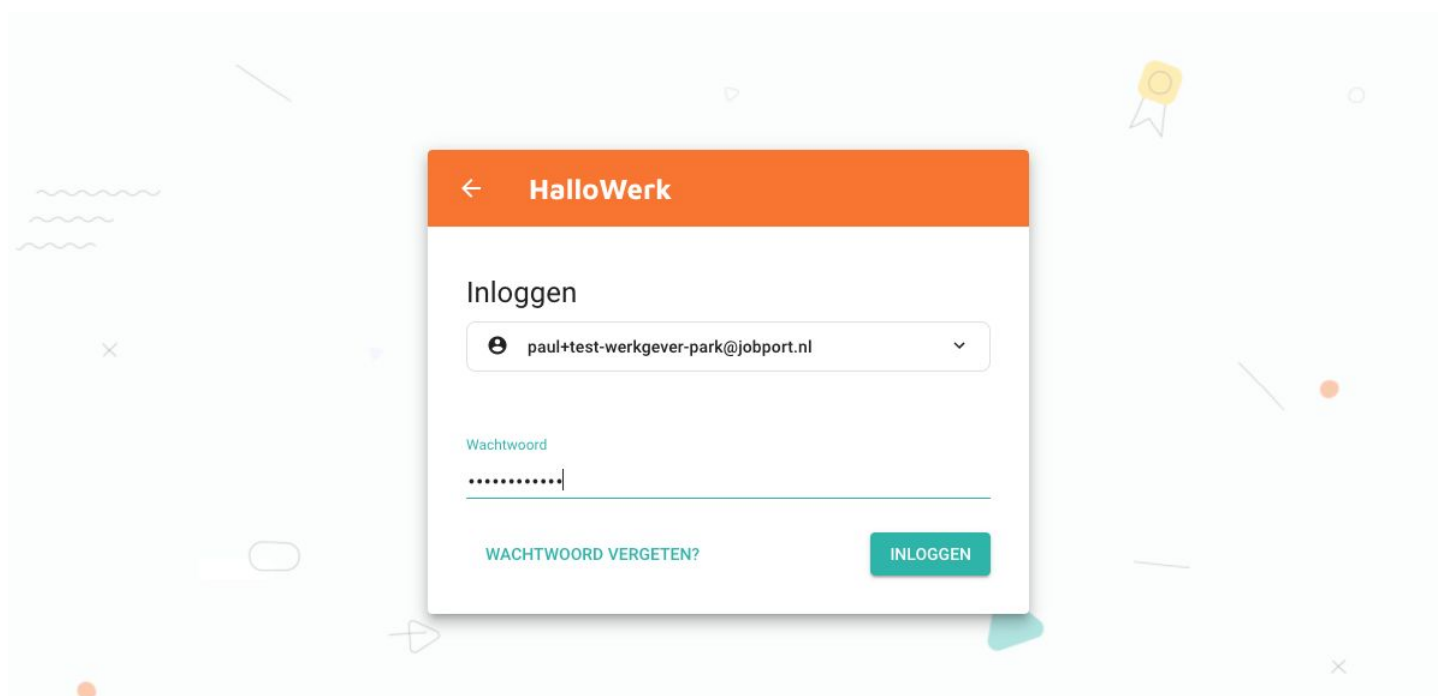 HalloWerk
Inloggen
paul+test-werkgever-park@jobport.nl
Wachtwoord
••••••••••••
WACHTWOORD VERGETEN?
INLOGGEN